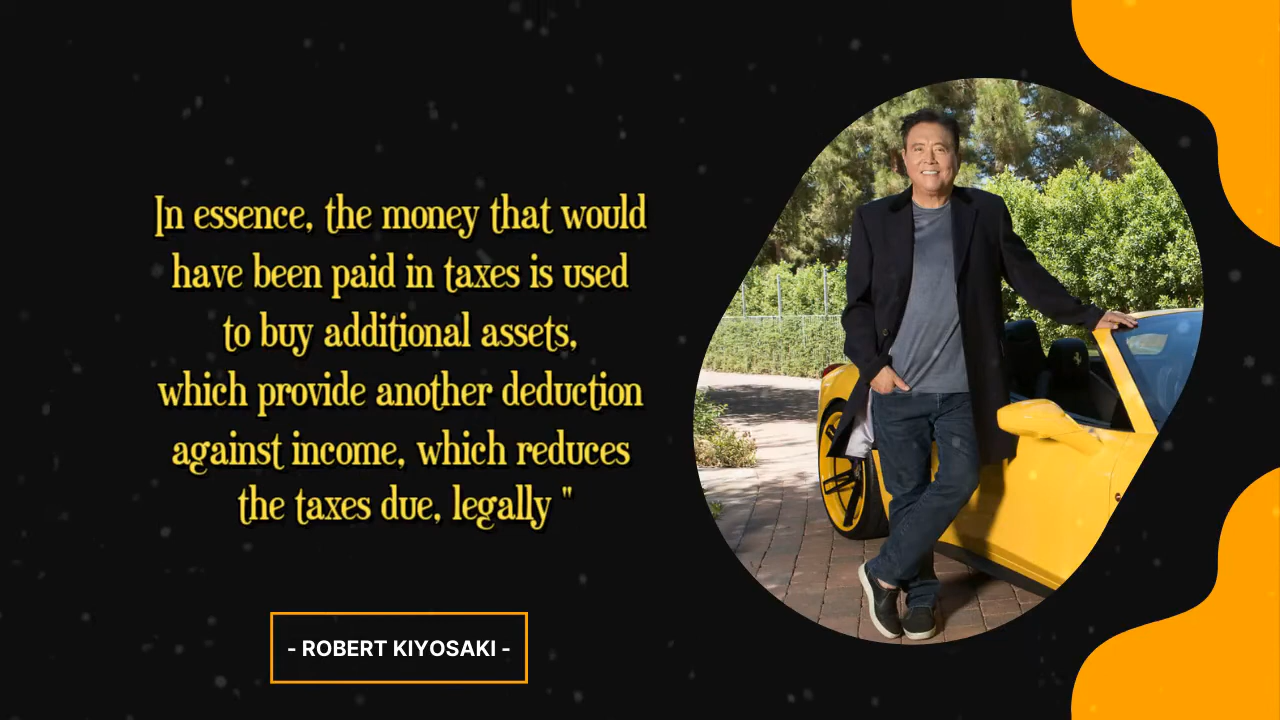 In essence, the money that would
have been paid in taxes is used
to buy additional assets,
which provide another deduction
against income, which reduces
the taxes due, legally "
- ROBERT KIYOSAKI -